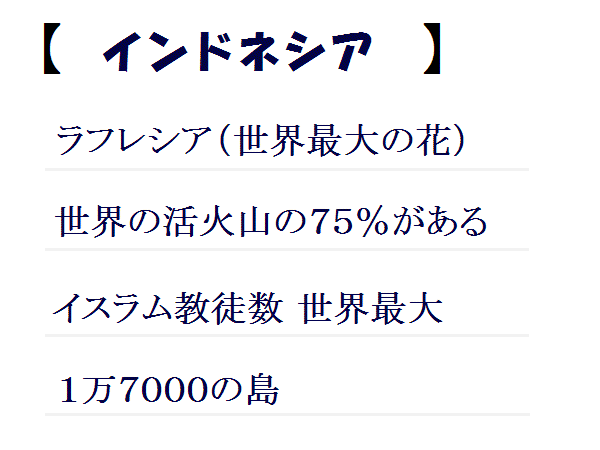 【 インドネシア 】
ラフレシア（世界最大の花）
世界の活火山の75％がある
イスラム教徒数 世界最大
１万7000の島